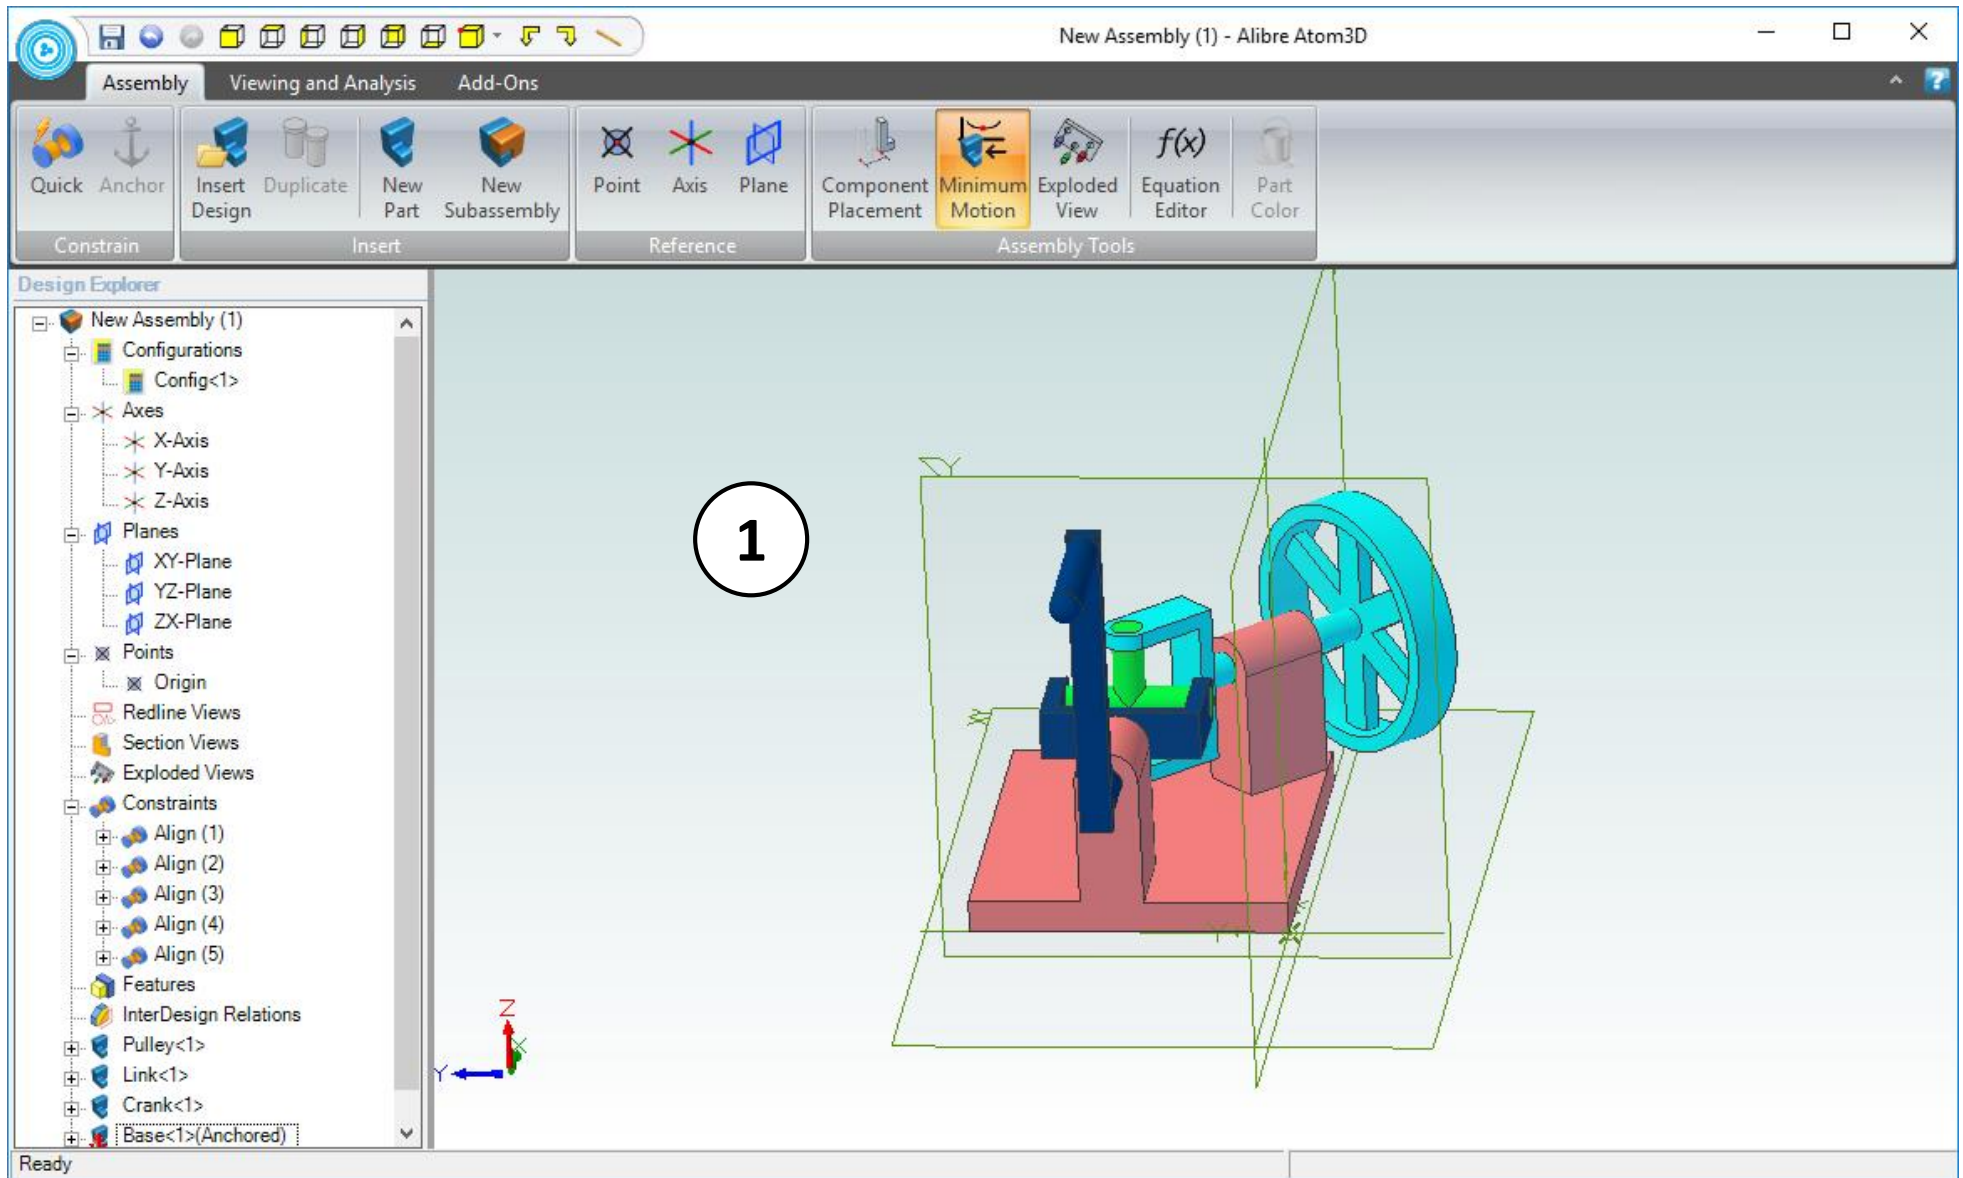 New Assembly (1) - Alibre Atom3D
Assembly Viewing and Analysis Add-Ons
Quick Anchor Insert Design Duplicate New Part New Subassembly Point Axis Plane Component Placement Minimum Motion Exploded View f(x) Equation Editor Part Color
Constrain Insert Reference Assembly Tools
Design Explorer
New Assembly (1)
Configurations
Config<1>
Axes
X-Axis
Y-Axis
Z-Axis
Planes
XY-Plane
YZ-Plane
ZX-Plane
Points
Origin
Redline Views
Section Views
Exploded Views
Constraints
Align (1)
Align (2)
Align (3)
Align (4)
Align (5)
Features
InterDesign Relations
Pulley<1>
Link<1>
Crank<1>
Base<1>(Anchored)
1
Z
X
Y
Ready